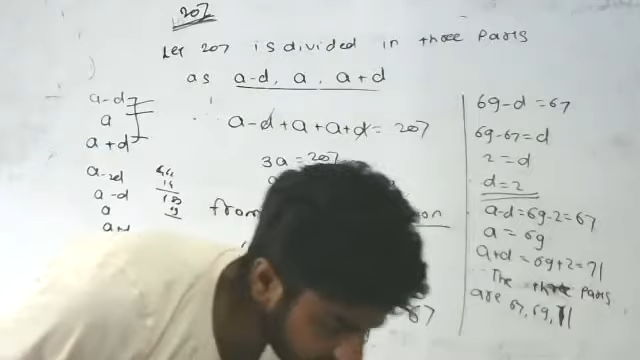 207
Let 207 is divided in three parts
as a-d, a, a+d
a-d
a
a+d
a-2d
a-d
a
a-d+a+a+d=207
3a=207
from
67
69-d=67
69-67=d
2=d
d=2
a-d=69-2=67
a=69
a+d=69+2=71
The three parts
are 67, 69, 71